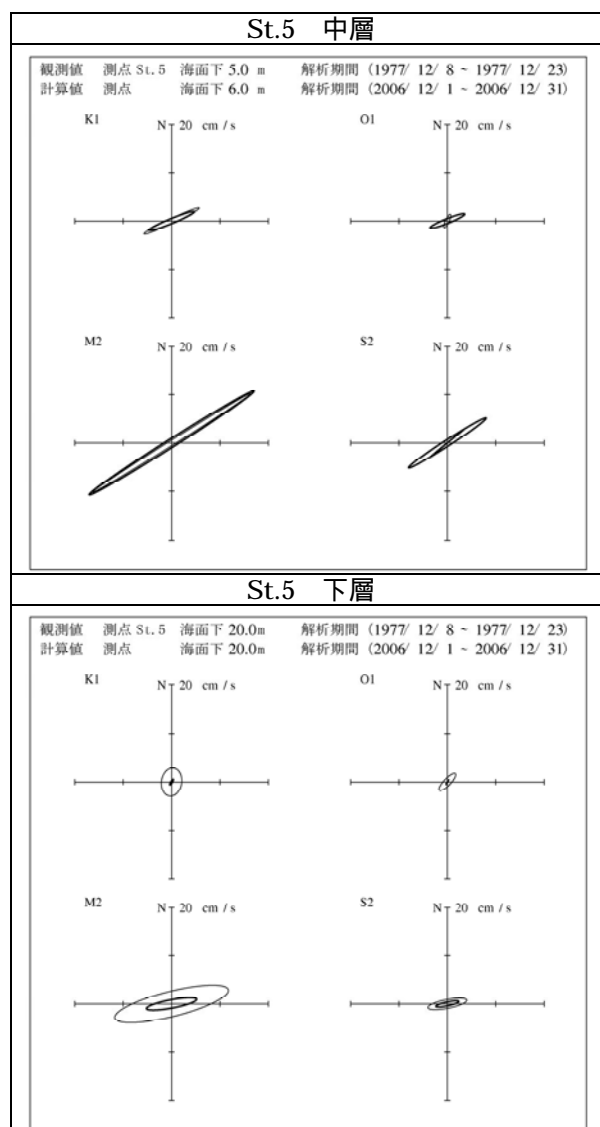 St.5 中層
観測値 測点 St.5 海面下 5.0 m 解析期間 (1977/ 12/ 8 ~ 1977/ 12/ 23)
計算値 測点 海面下 6.0 m 解析期間 (2006/ 12/ 1 ~ 2006/ 12/ 31)
K1 N 20 cm / s O1 N 20 cm / s
M2 N 20 cm / s S2 N 20 cm / s
St.5 下層
観測値 測点 St.5 海面下 20.0m 解析期間 (1977/ 12/ 8 ~ 1977/ 12/ 23)
計算値 測点 海面下 20.0m 解析期間 (2006/ 12/ 1 ~ 2006/ 12/ 31)
K1 N 20 cm / s O1 N 20 cm / s
M2 N 20 cm / s S2 N 20 cm / s